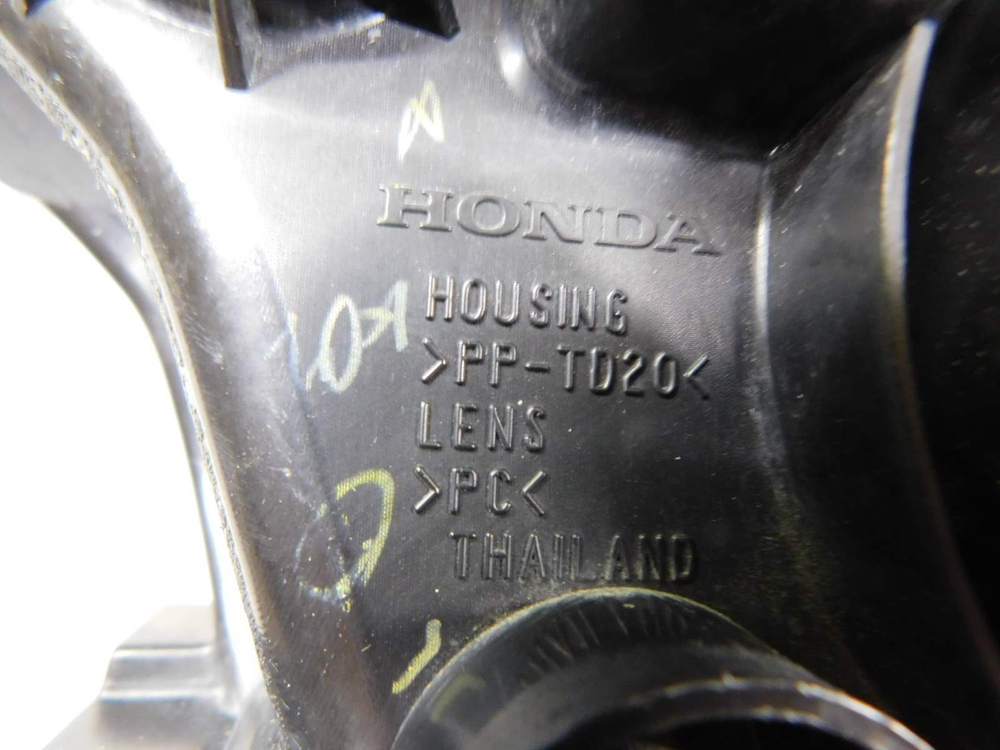 HONDA
HOUSING
>PP-TD20<
LENS
>PC<
THAILAND